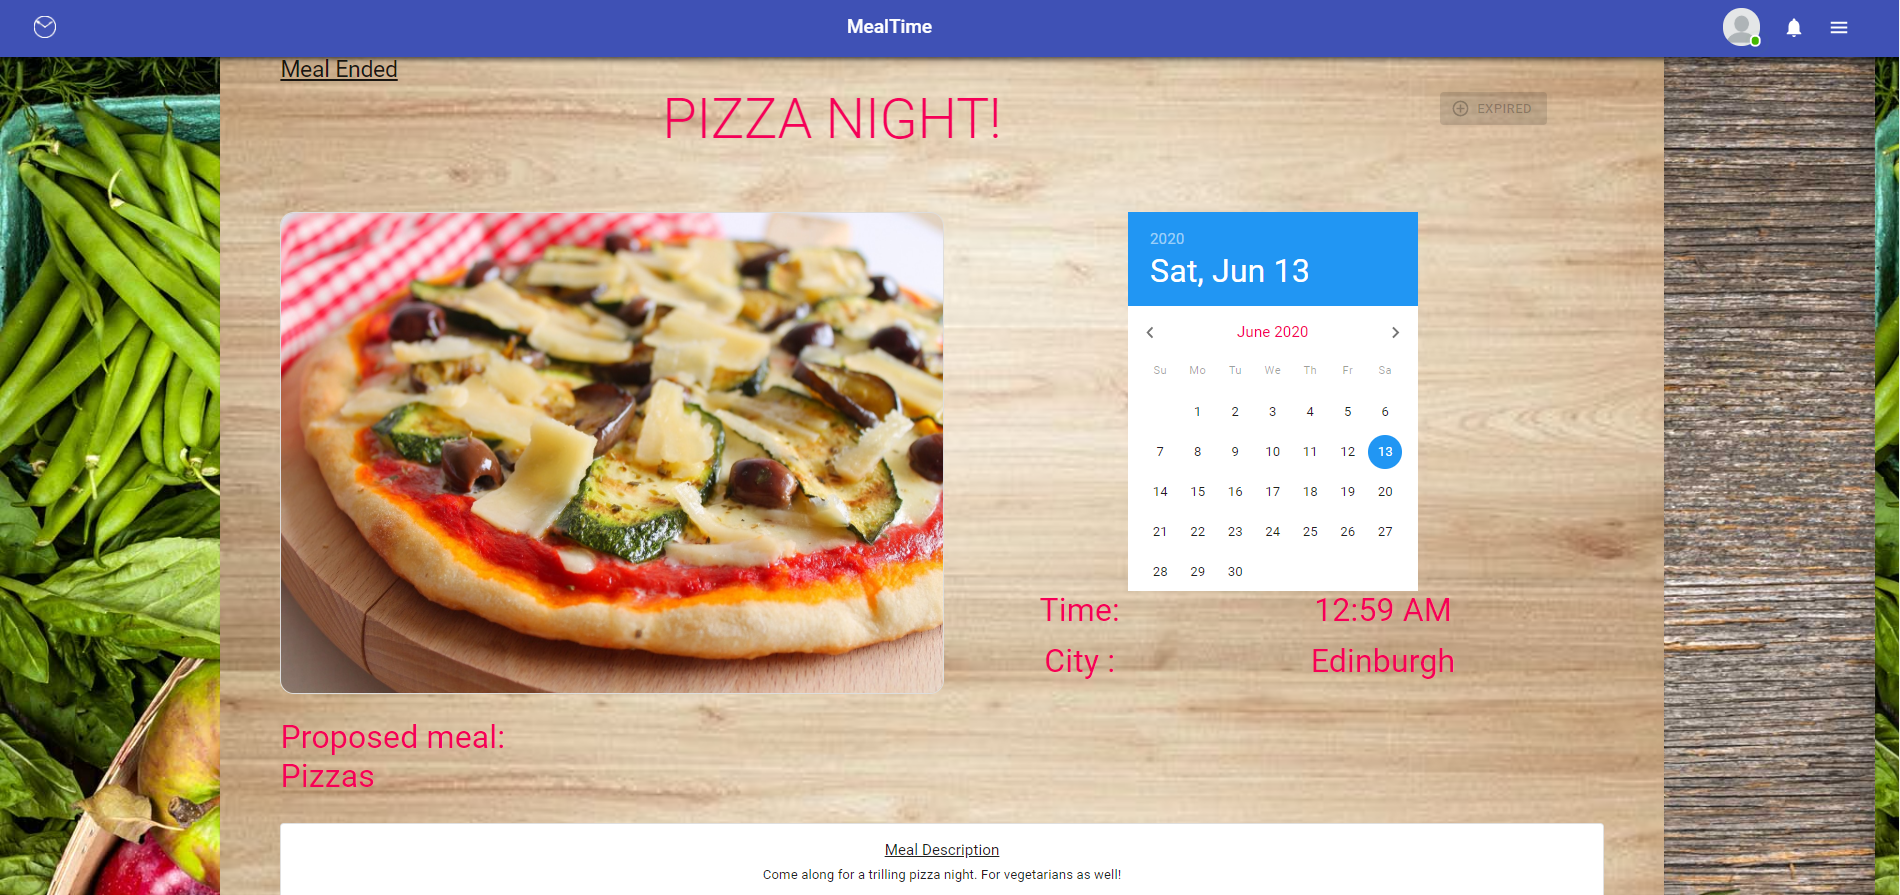 MealTime
Meal Ended
PIZZA NIGHT!
EXPIRED
2020
Sat, Jun 13
June 2020
Su Mo Tu We Th Fr Sa
1 2 3 4 5 6
7 8 9 10 11 12 13
14 15 16 17 18 19 20
21 22 23 24 25 26 27
28 29 30
Time: 12:59 AM
City : Edinburgh
Proposed meal:
Pizzas
Meal Description
Come along for a trilling pizza night. For vegetarians as well!